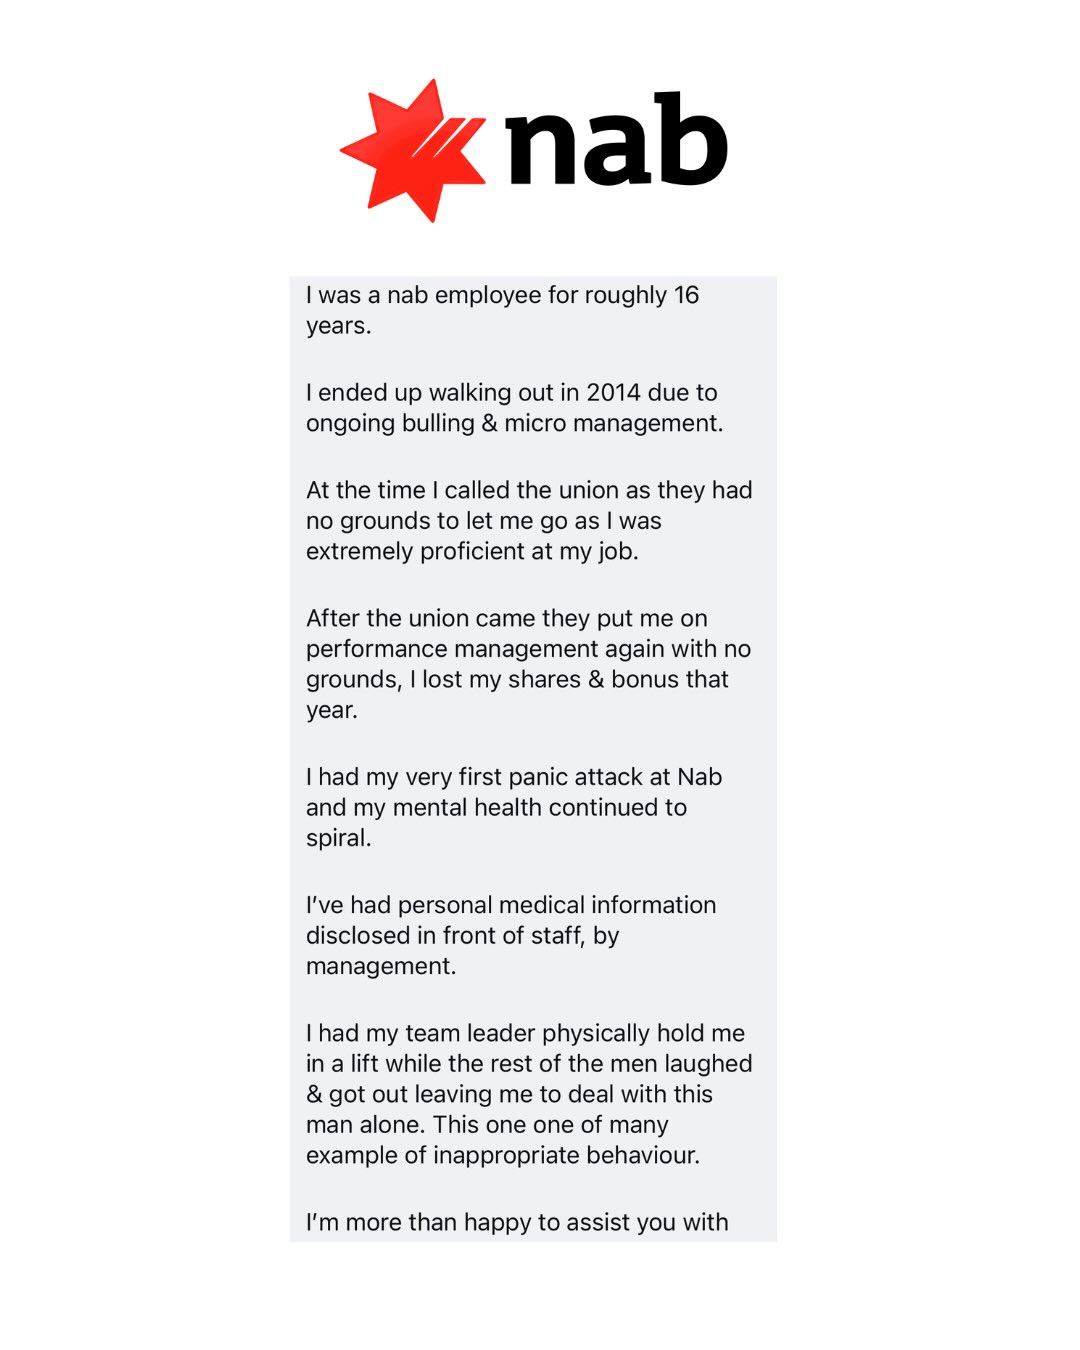 nab
I was a nab employee for roughly 16
years.
I ended up walking out in 2014 due to
ongoing bulling & micro management.
At the time I called the union as they had
no grounds to let me go as I was
extremely proficient at my job.
After the union came they put me on
performance management again with no
grounds, I lost my shares & bonus that
year.
I had my very first panic attack at Nab
and my mental health continued to
spiral.
I've had personal medical information
disclosed in front of staff, by
management.
I had my team leader physically hold me
in a lift while the rest of the men laughed
& got out leaving me to deal with this
man alone. This one one of many
example of inappropriate behaviour.
I'm more than happy to assist you with